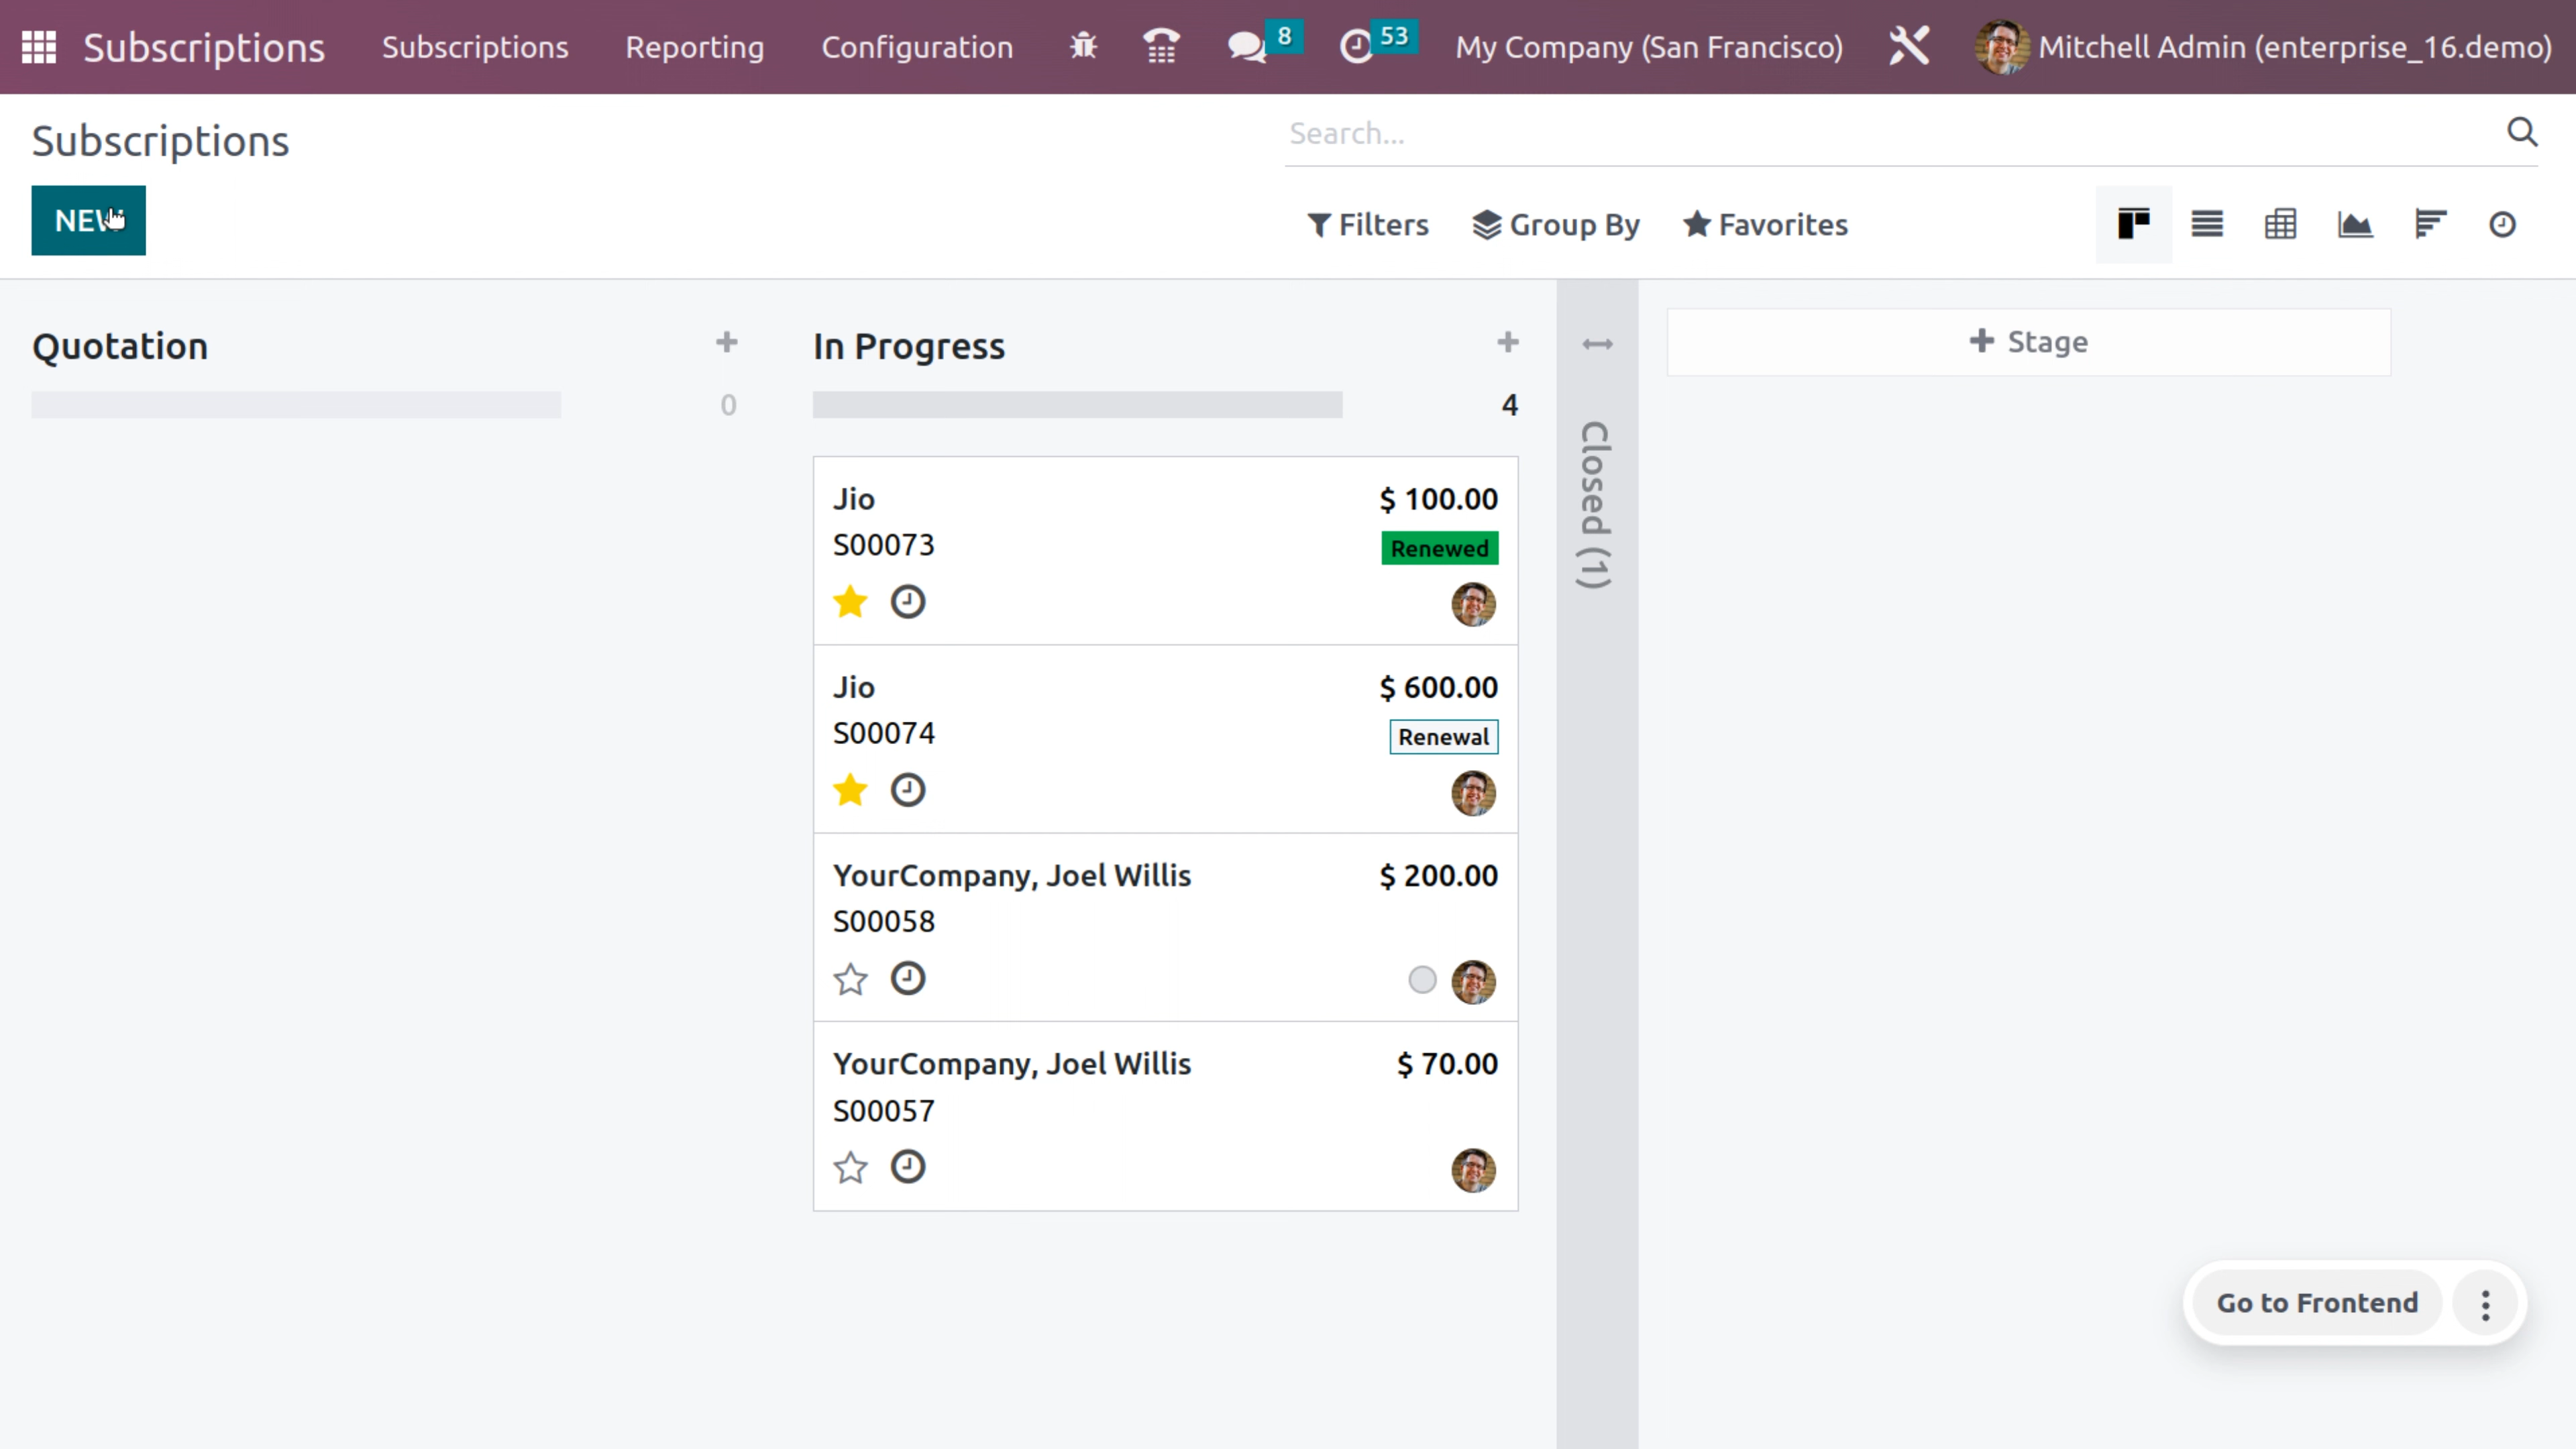 Subscriptions Subscriptions Reporting Configuration 8 53 My Company (San Francisco) Mitchell Admin (enterprise_16.demo)
Subscriptions
Search...
NEW
Filters Group By Favorites
Quotation
0
In Progress
4
Jio $ 100.00
S00073 Renewed
Jio $ 600.00
S00074 Renewal
YourCompany, Joel Willis $ 200.00
S00058
YourCompany, Joel Willis $ 70.00
S00057
Closed (1)
Stage
Go to Frontend